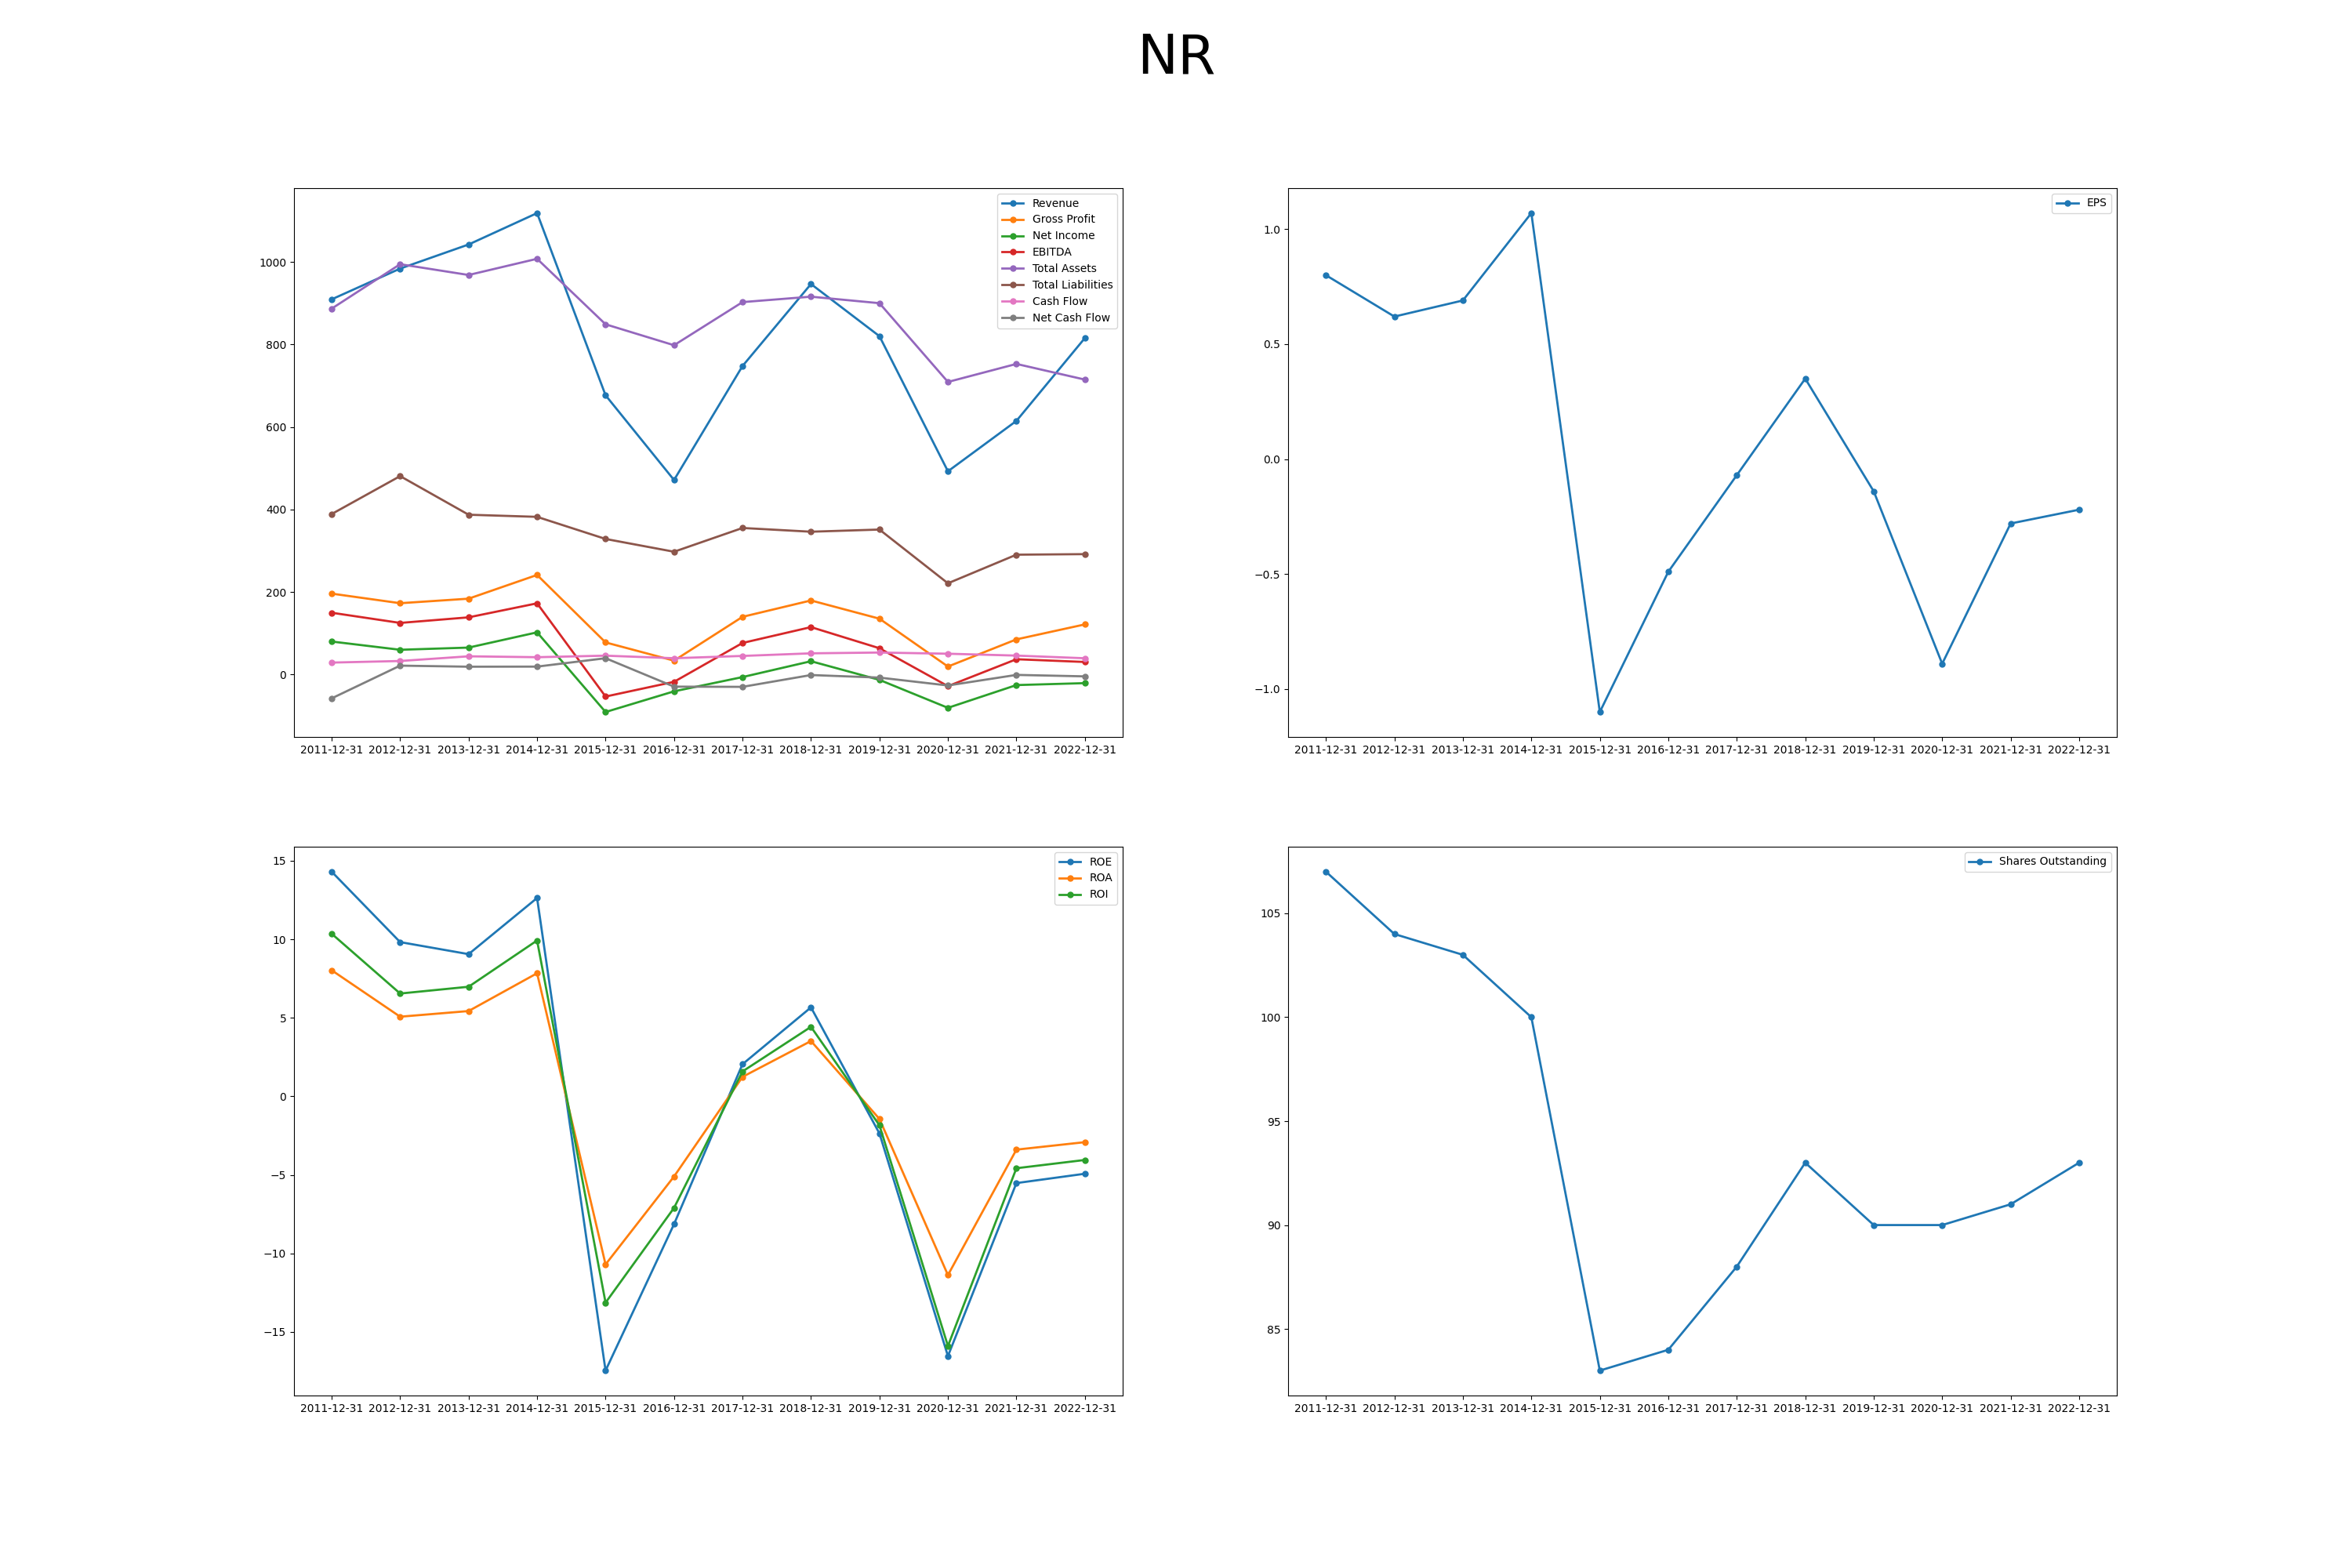 NR
Revenue
Gross Profit
Net Income
EBITDA
Total Assets
Total Liabilities
Cash Flow
Net Cash Flow
1000
800
600
400
200
0
2011-12-31 2012-12-31 2013-12-31 2014-12-31 2015-12-31 2016-12-31 2017-12-31 2018-12-31 2019-12-31 2020-12-31 2021-12-31 2022-12-31
EPS
1.0
0.5
0.0
−0.5
−1.0
2011-12-31 2012-12-31 2013-12-31 2014-12-31 2015-12-31 2016-12-31 2017-12-31 2018-12-31 2019-12-31 2020-12-31 2021-12-31 2022-12-31
ROE
ROA
ROI
15
10
5
0
−5
−10
−15
2011-12-31 2012-12-31 2013-12-31 2014-12-31 2015-12-31 2016-12-31 2017-12-31 2018-12-31 2019-12-31 2020-12-31 2021-12-31 2022-12-31
Shares Outstanding
105
100
95
90
85
2011-12-31 2012-12-31 2013-12-31 2014-12-31 2015-12-31 2016-12-31 2017-12-31 2018-12-31 2019-12-31 2020-12-31 2021-12-31 2022-12-31